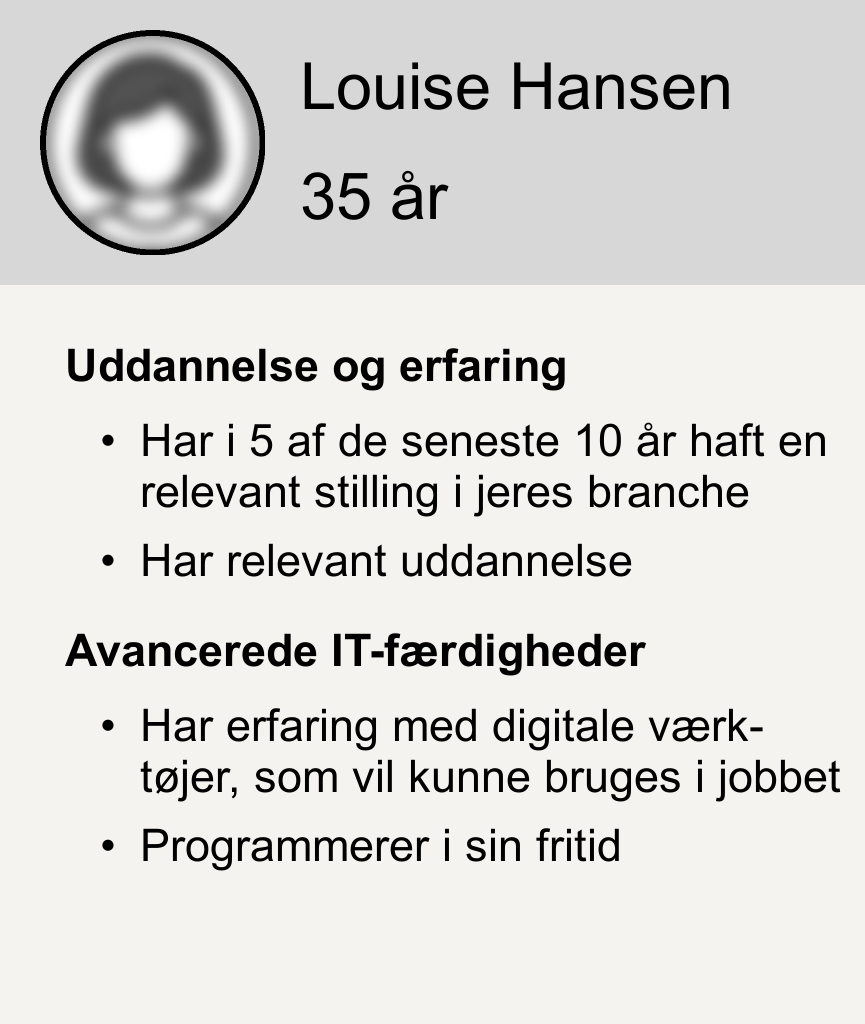 Louise Hansen
35 år
Uddannelse og erfaring
• Har i 5 af de seneste 10 år haft en
relevant stilling i jeres branche
• Har relevant uddannelse
Avancerede IT-færdigheder
• Har erfaring med digitale værk-
tøjer, som vil kunne bruges i jobbet
• Programmerer i sin fritid